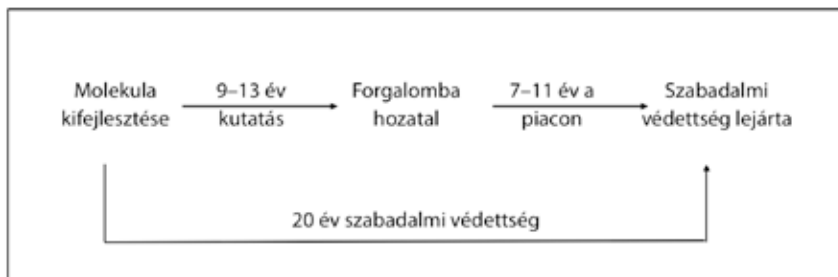 Molekula
kifejlesztése
9–13 év
kutatás
Forgalomba
hozatal
7–11 év a
piacon
Szabadalmi
védettség lejárta
20 év szabadalmi védettség